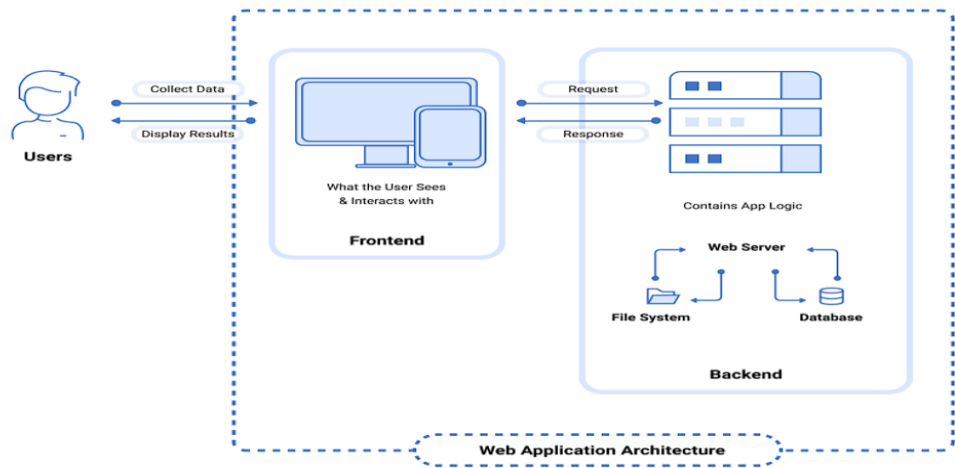 Collect Data
Display Results
Users
What the User Sees
& Interacts with
Frontend
Request
Response
Contains App Logic
Web Server
File System
Database
Backend
Web Application Architecture